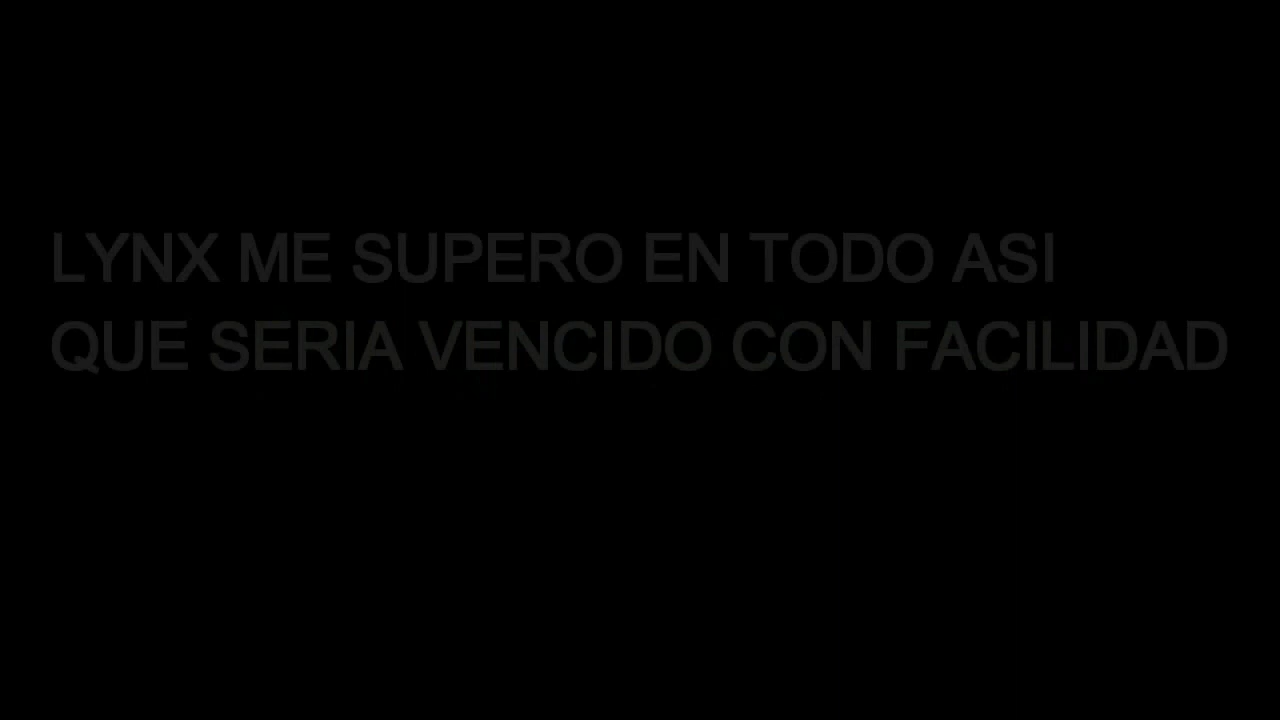 LYNX ME SUPERO EN TODO ASI
QUE SERIA VENCIDO CON FACILIDAD